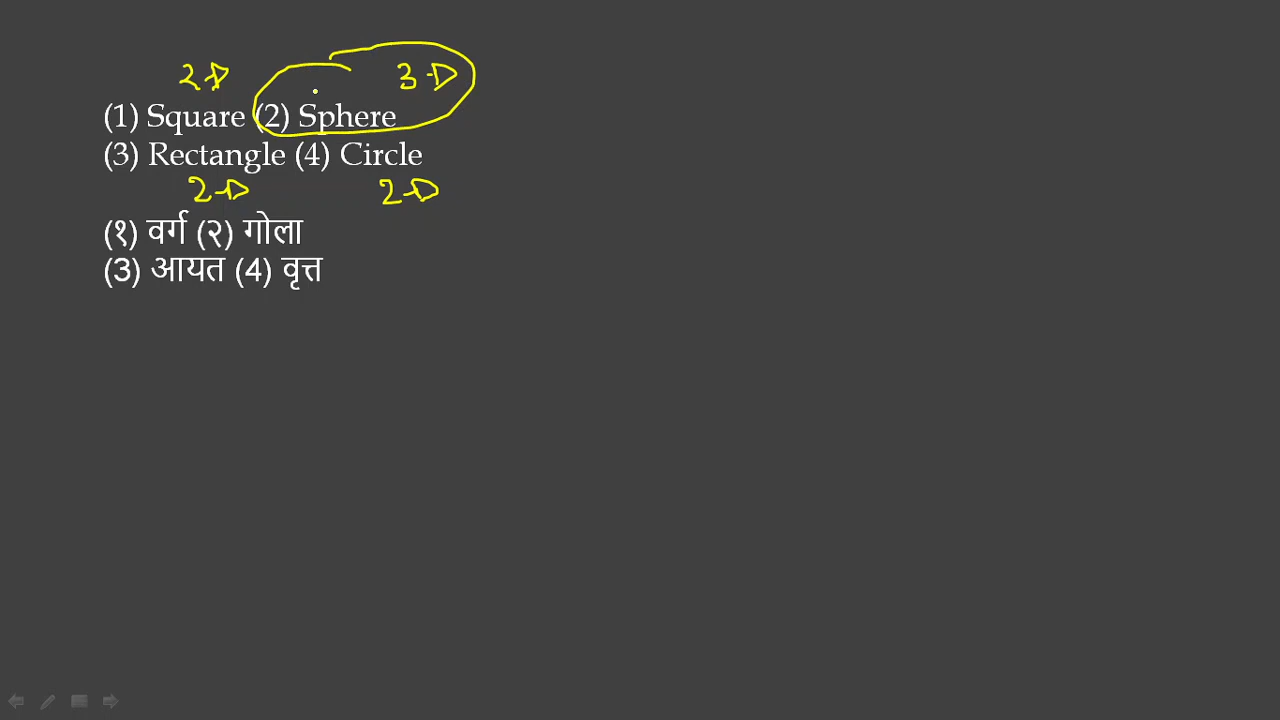 2-D 3-D
(1) Square (2) Sphere
(3) Rectangle (4) Circle
2-D 2-D
(१) वर्ग (२) गोला
(3) आयत (4) वृत्त